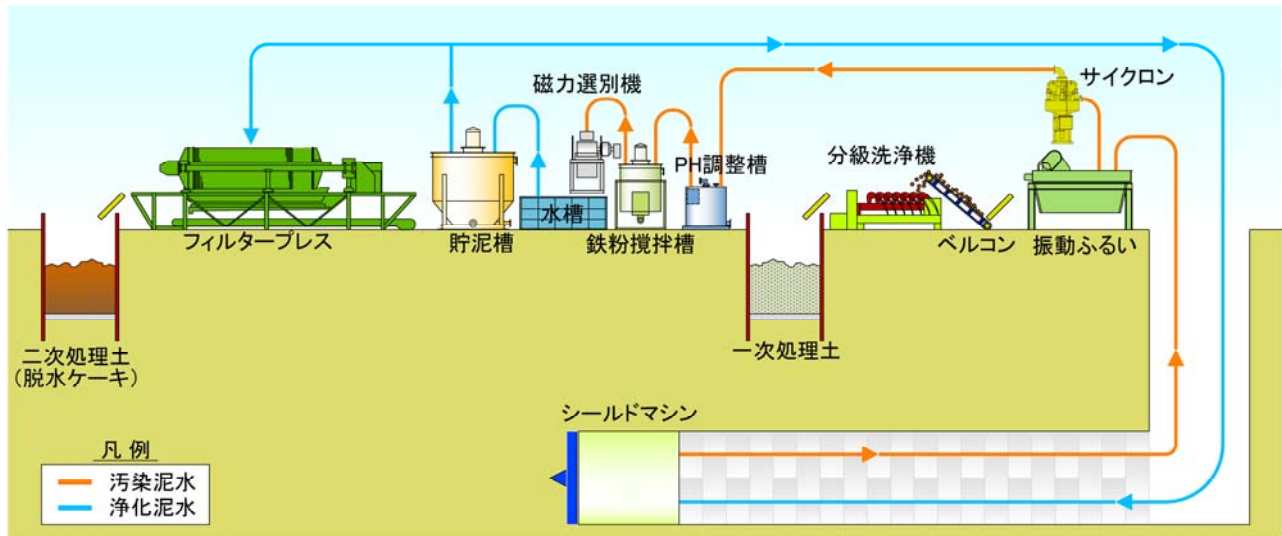 サイクロン
磁力選別機
分級洗浄機
PH調整槽
水槽
フィルタープレス
貯泥槽
鉄粉攪拌槽
ベルコン
振動ふるい
二次処理土
(脱水ケーキ)
一次処理土
シールドマシン
凡 例
汚染泥水
浄化泥水